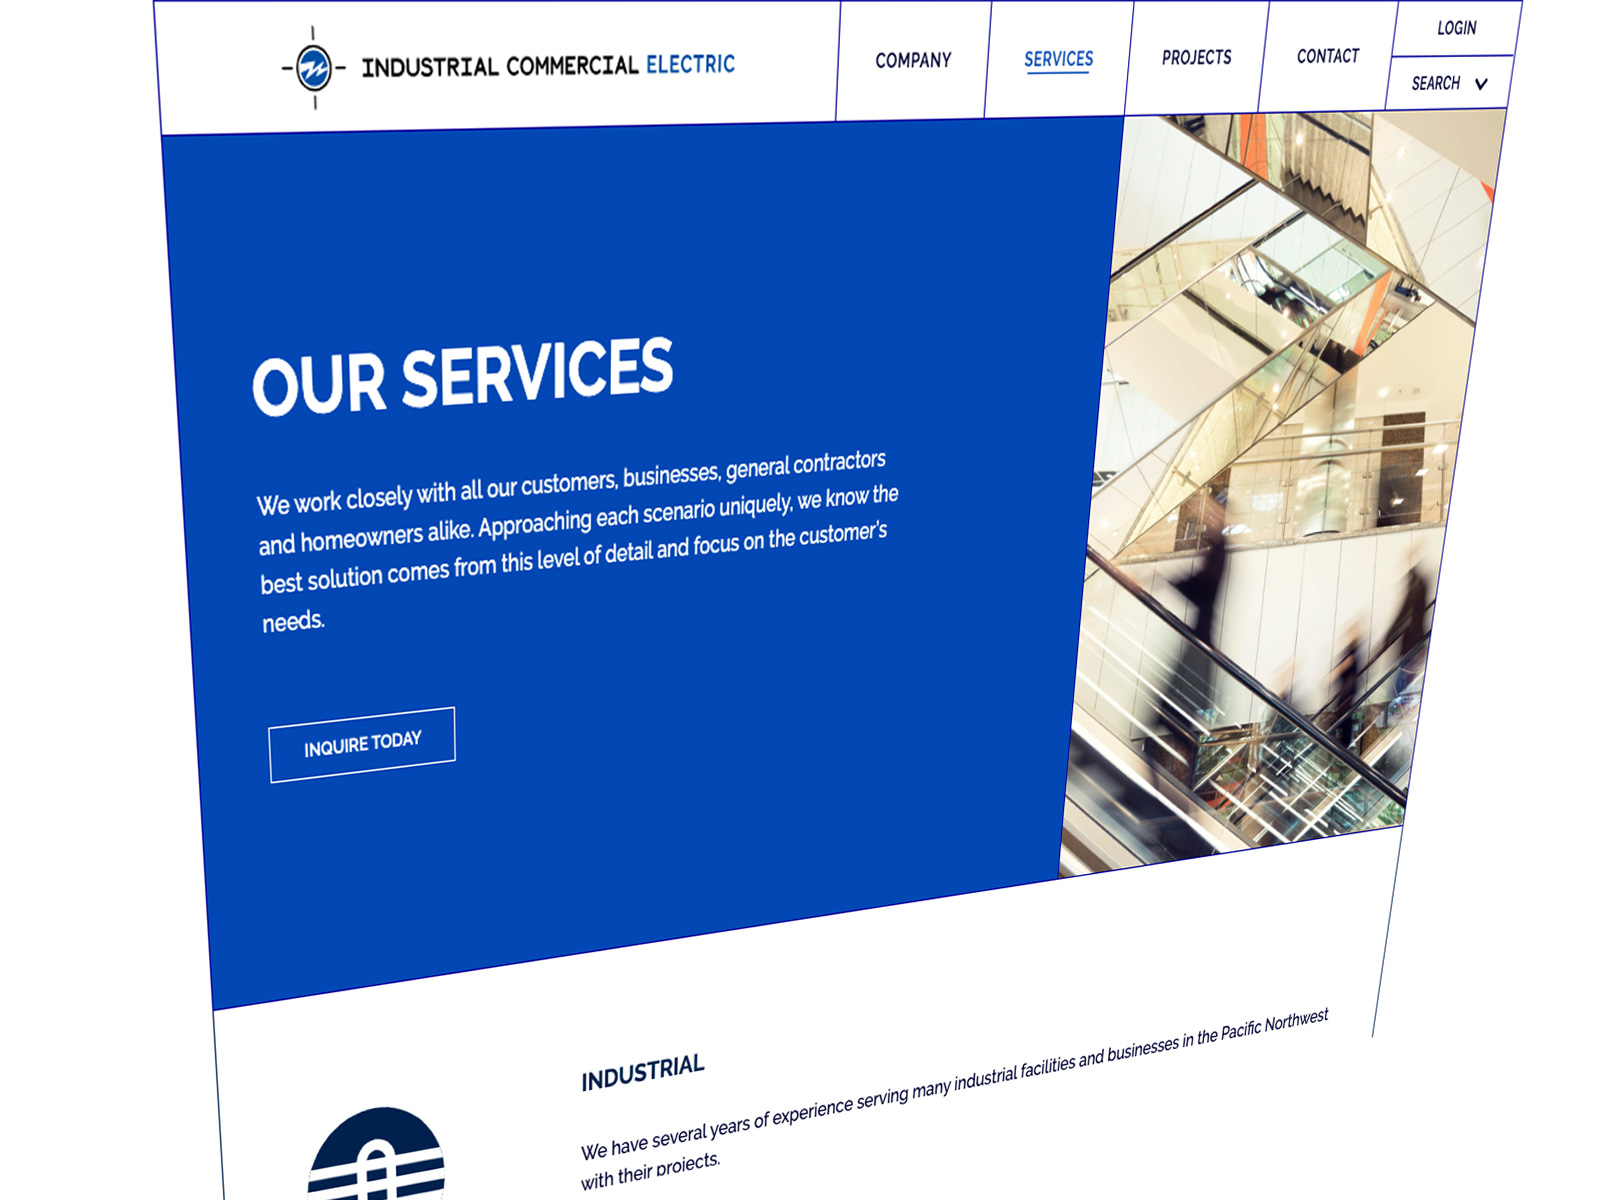 INDUSTRIAL COMMERCIAL ELECTRIC
COMPANY
SERVICES
PROJECTS
CONTACT
LOGIN
SEARCH
OUR SERVICES
We work closely with all our customers, businesses, general contractors
and homeowners alike. Approaching each scenario uniquely, we know the
best solution comes from this level of detail and focus on the customer's
needs.
INQUIRE TODAY
INDUSTRIAL
We have several years of experience serving many industrial facilities and businesses in the Pacific Northwest
with their projects.